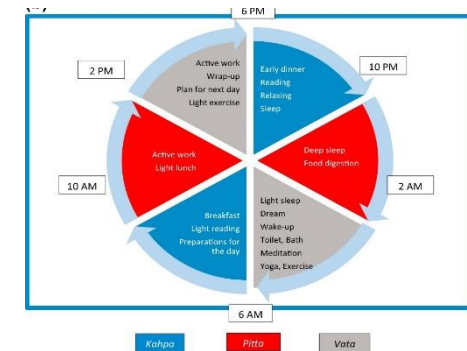 6 PM
2 PM
Active work
Wrap-up
Plan for next day
Light exercise
Early dinner
Reading
Relaxing
Sleep
10 PM
Active work
Light lunch
Deep sleep
Food digestion
10 AM
2 AM
Breakfast
Light reading
Preparations for
the day
Light sleep
Dream
Wake-up
Toilet, Bath
Meditation
Yoga, Exercise
6 AM
Kahpa
Pitta
Vata